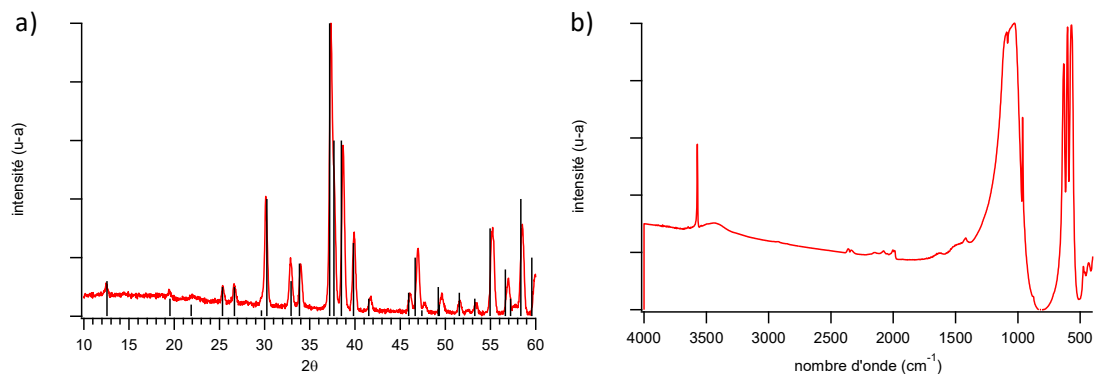 a)
intensité (u-a)
10 15 20 25 30 35 40 45 50 55 60
2θ
b)
intensité (u-a)
4000 3500 3000 2500 2000 1500 1000 500
nombre d'onde (cm⁻¹)